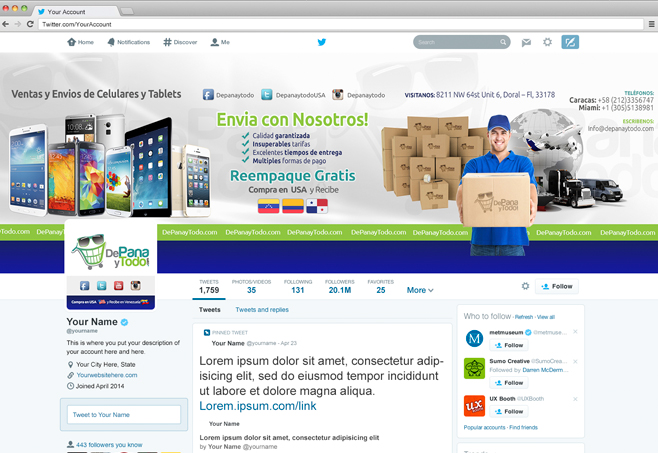 Your Account
Twitter.com/YourAccount
Home
Notifications
Discover
Me
Search
Ventas y Envios de Celulares y Tablets
Depanaytodo
DepanaytodoUSA
Depanaytodo
VISITANOS: 8211 NW 64st Unit 6, Doral – Fl, 33178
TELÉFONOS:
Caracas: +58 (212)3356747
Miami: +1 (305)5138981
ESCRIBENOS:
Info@depanaytodo.com
Envia con Nosotros!
Calidad garantizada
Insuperables tarifas
Excelentes tiempos de entrega
Multiples formas de pago
Reempaque Gratis
Compra en USA y Recibe
DePana
yTodo!
DePanayTodo.com DePanayTodo.com DePanayTodo.com DePanayTodo.com DePanayTodo.com DePanayTodo.com DePanayTodo.com
DePana
yTodo!
Compra en USA y Recibe en Venezuela
TWEETS
1,759
PHOTOS/VIDEOS
35
FOLLOWING
131
FOLLOWERS
20.1M
FAVORITES
25
More
Follow
Your Name
@yourname
This is where you put your description of
your account here and here.
Your City Here, State
Yourwebsitehere.com
Joined April 2014
Tweet to Your Name
443 followers you know
Tweets
Tweets and replies
PINNED TWEET
Your Name @yourname - Apr 23
Lorem ipsum dolor sit amet, consectetur adip-
isicing elit, sed do eiusmod tempor incididunt
ut labore et dolore magna aliqua.
Lorem.ipsum.com/link
Your Name
Lorem ipsum dolor sit amet, consectetur adipisicing elit
by Your Name @yourname
Who to follow · Refresh · View all
metmuseum @metmuse...
Follow
Sumo Creative @SumoCrea...
Followed by Darren McDerm...
Follow
UX
UX Booth @UXBooth
Follow
Popular accounts · Find friends